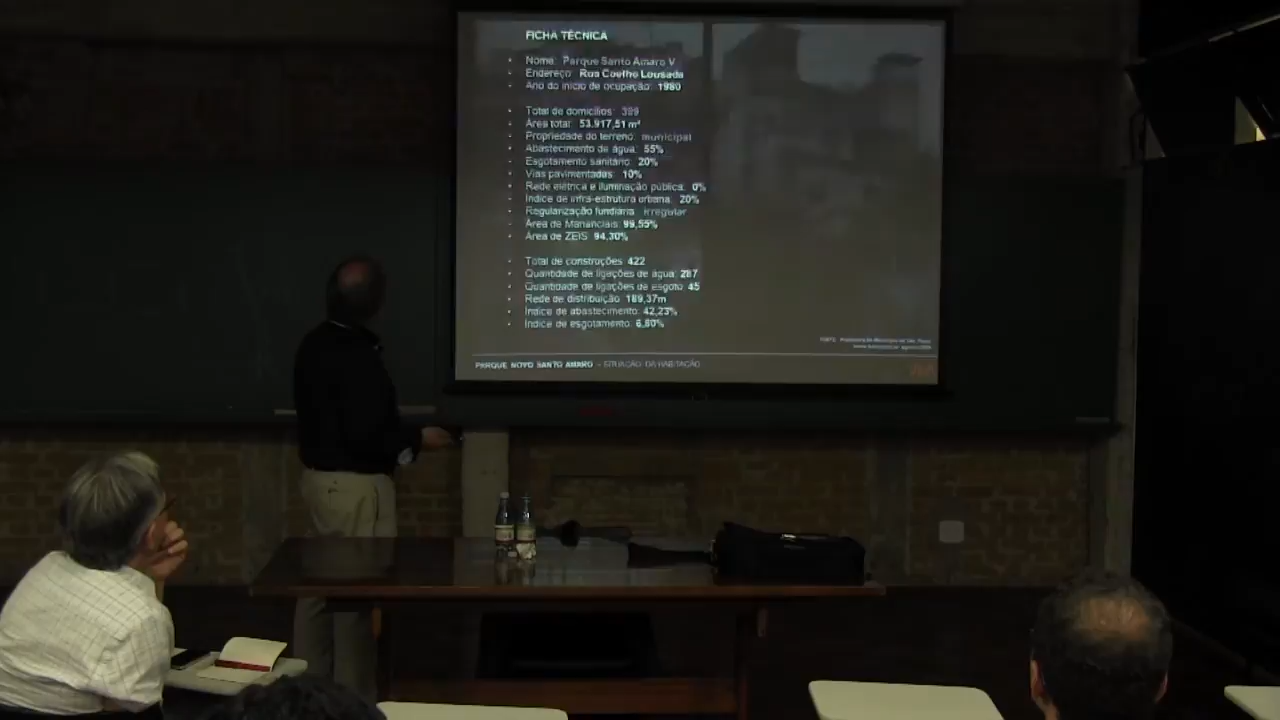 FICHA TÉCNICA
Nome: Parque Santo Amaro V
Endereço: Rua Coelho Lousada
Ano do início de ocupação: 1980
Total de domicílios: 399
Área total: 53.917,51 m²
Propriedade do terreno: municipal
Abastecimento de água: 55%
Esgotamento sanitário: 20%
Vias pavimentadas: 10%
Rede elétrica e iluminação pública: 0%
Índice de infra-estrutura urbana: 20%
Regularização fundiária: irregular
Área de Mananciais: 99,55%
Área de ZEIS: 94,30%
Total de construções: 422
Quantidade de ligações de água: 287
Quantidade de ligações de esgoto: 45
Rede de distribuição: 189,37m
Índice de abastecimento: 42,23%
Índice de esgotamento: 6,80%
PARQUE NOVO SANTO AMARO - SITUAÇÃO DA HABITAÇÃO